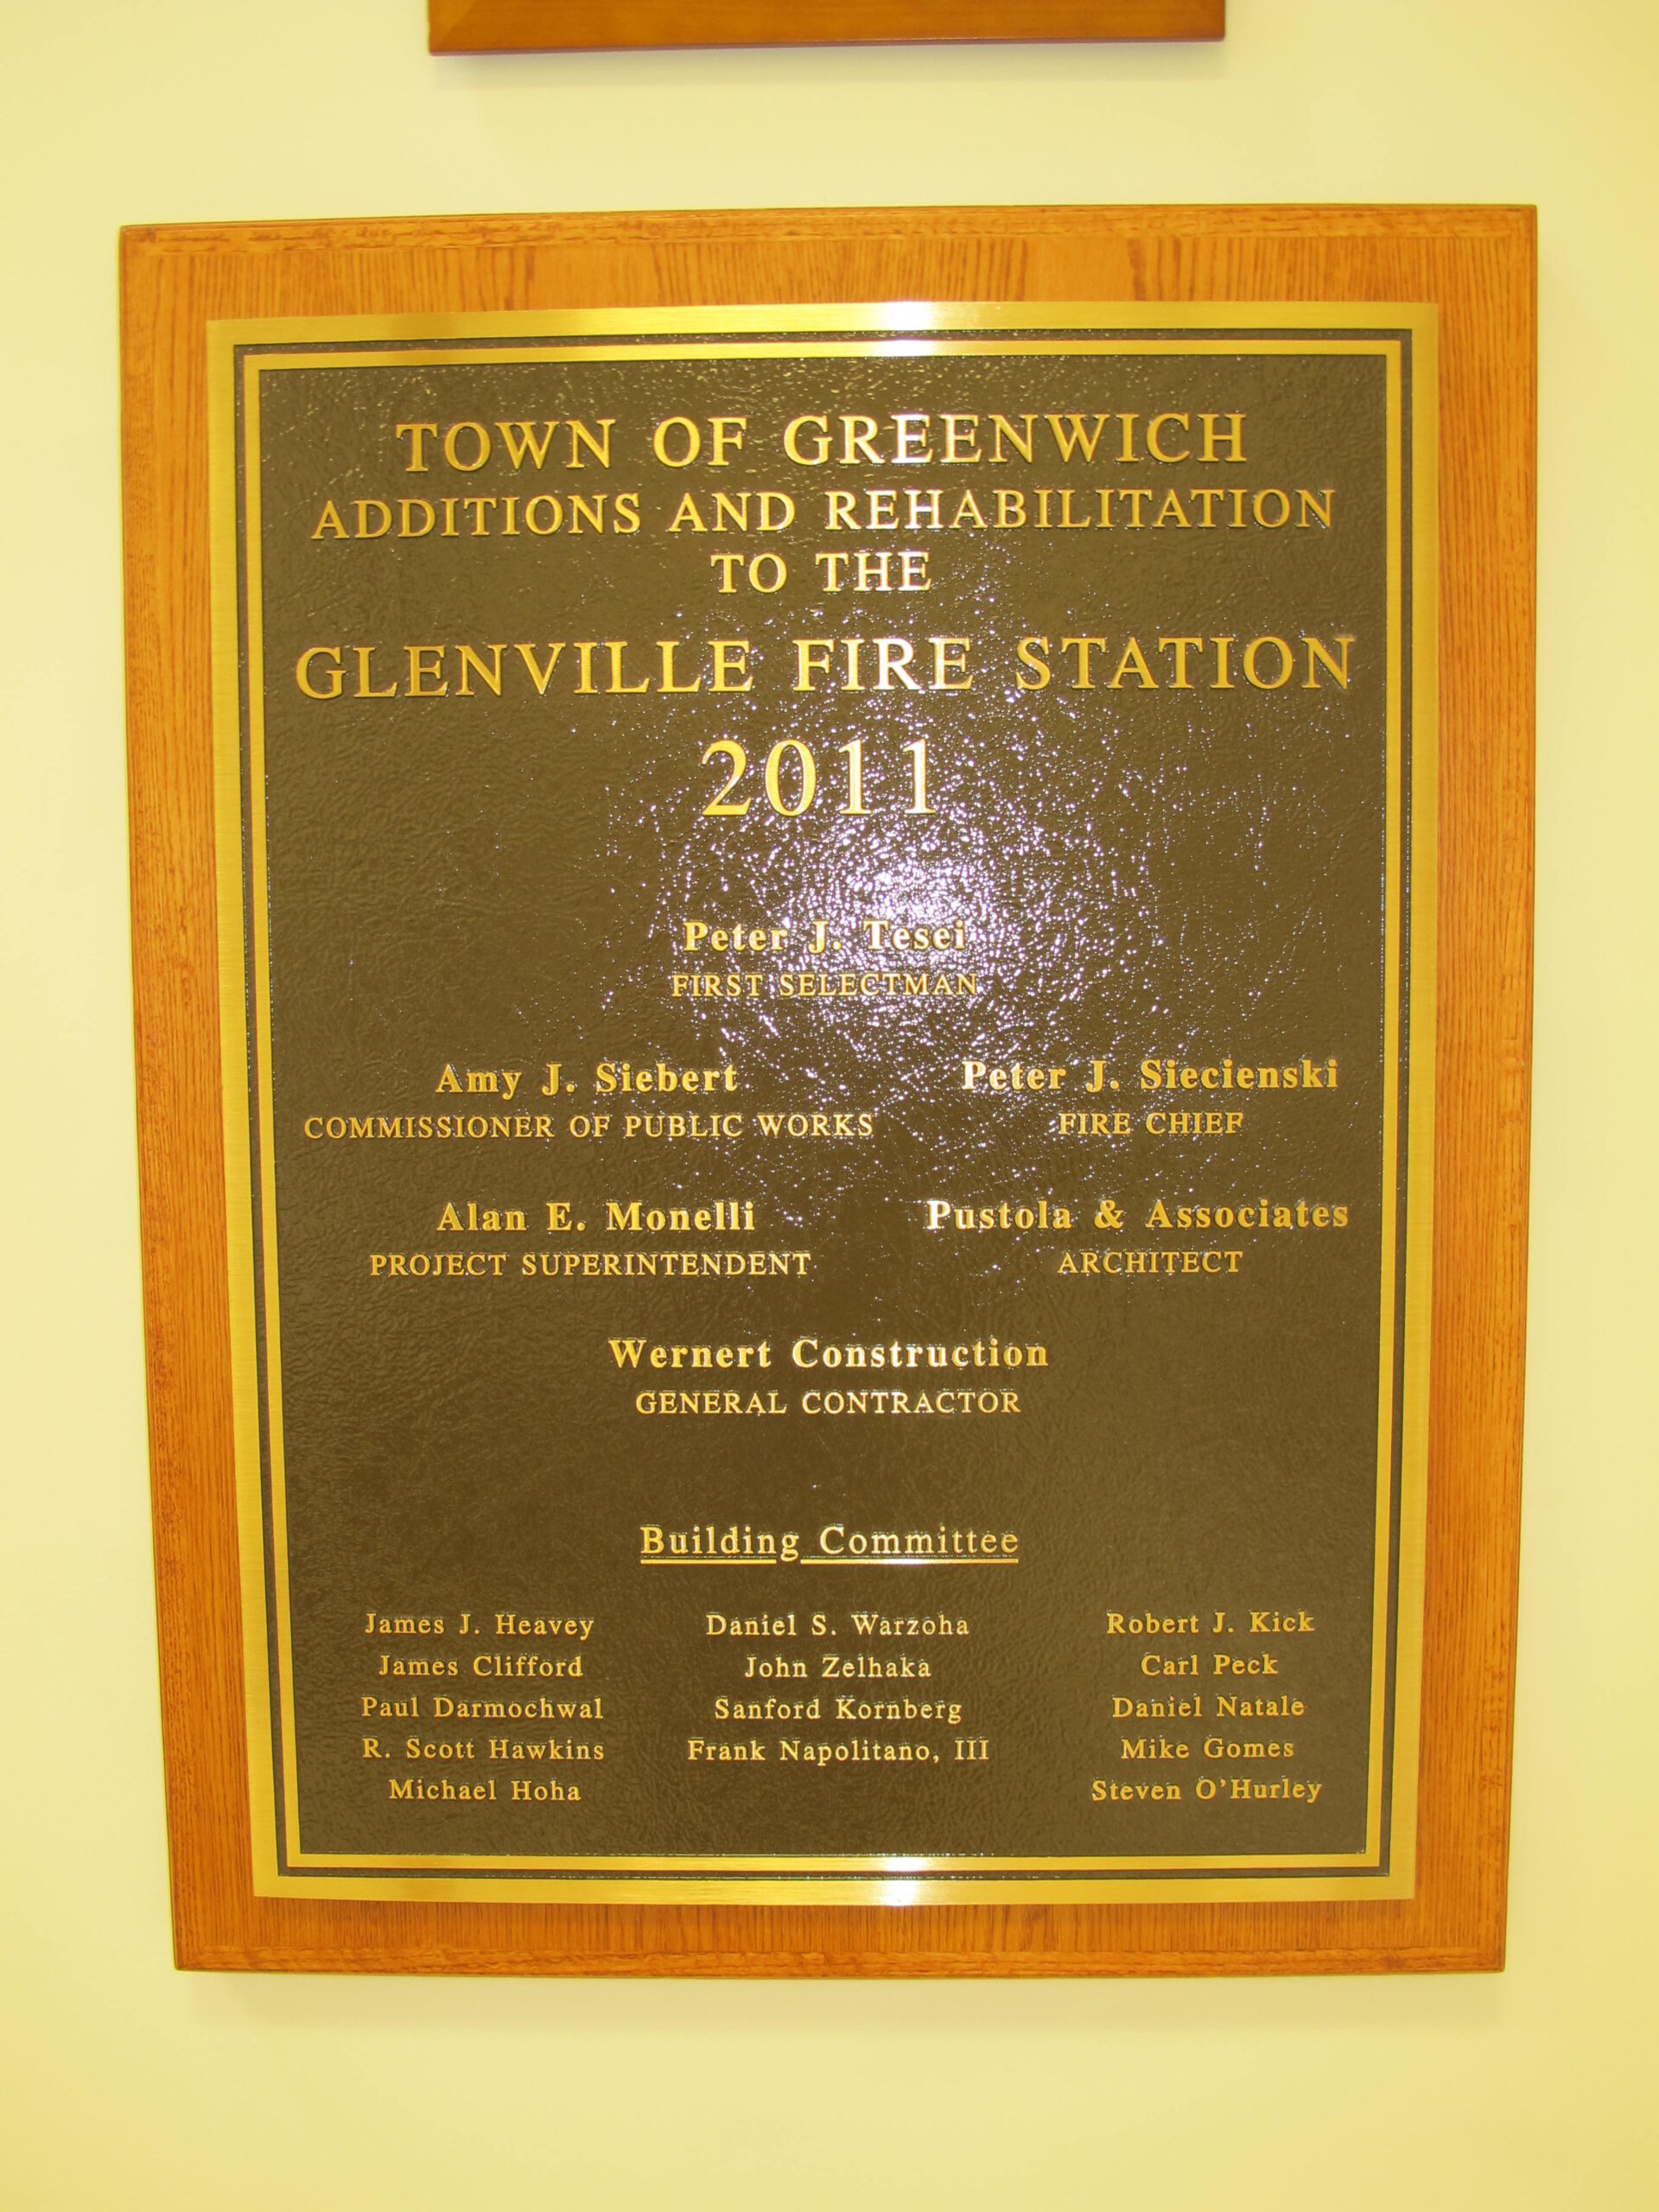 TOWN OF GREENWICH
ADDITIONS AND REHABILITATION
TO THE
GLENVILLE FIRE STATION
2011
Peter J. Tesei
FIRST SELECTMAN
Amy J. Siebert
COMMISSIONER OF PUBLIC WORKS
Peter J. Siecienski
FIRE CHIEF
Alan E. Monelli
PROJECT SUPERINTENDENT
Pustola & Associates
ARCHITECT
Wernert Construction
GENERAL CONTRACTOR
Building Committee
James J. Heavey
James Clifford
Paul Darmochwal
R. Scott Hawkins
Michael Hoha
Daniel S. Warzoha
John Zelhaka
Sanford Kornberg
Frank Napolitano, III
Robert J. Kick
Carl Peck
Daniel Natale
Mike Gomes
Steven O'Hurley